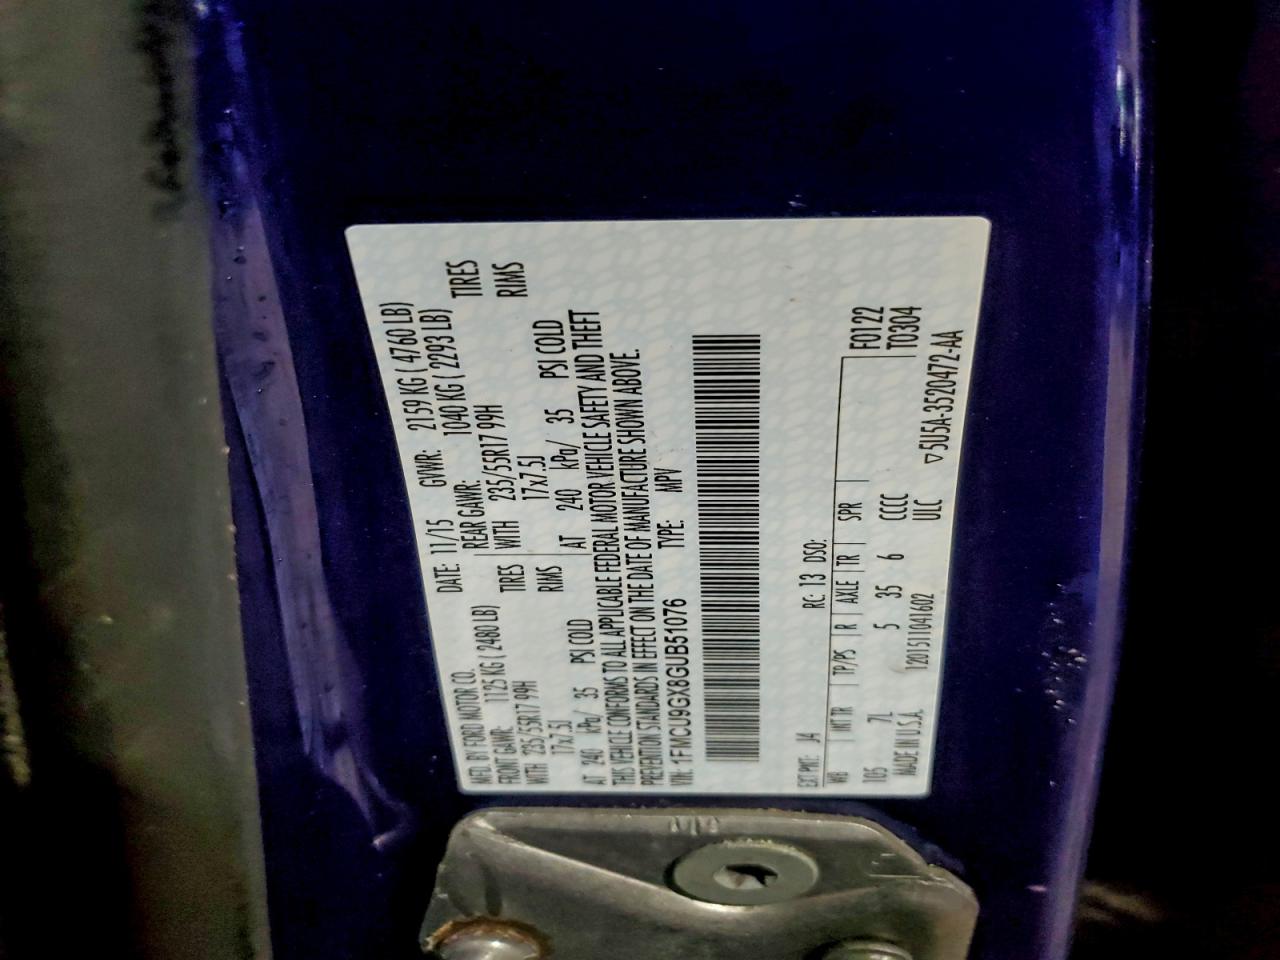 MFD. BY FORD MOTOR CO.
DATE: 11/15 GVWR: 2159 KG ( 4760 LB)
FRONT GAWR: 1125 KG ( 2480 LB) REAR GAWR: 1040 KG ( 2293 LB)
WITH 235/55R17 99H TIRES WITH 235/55R17 99H TIRES
17x7.5J RIMS 17x7.5J RIMS
AT 240 kPa/ 35 PSI COLD AT 240 kPa/ 35 PSI COLD
THIS VEHICLE CONFORMS TO ALL APPLICABLE FEDERAL MOTOR VEHICLE SAFETY AND THEFT
PREVENTION STANDARDS IN EFFECT ON THE DATE OF MANUFACTURE SHOWN ABOVE.
VIN: 1FMCU9GX8GUB51076 TYPE: MPV
EXT PNT: J4 RC: 13 DSO:
WB INT TR TP/PS R AXLE TR SPR F0122
105 7L 5 35 6 CCCC T0304
MADE IN U.S.A. 1201511041602 ULC ▽5U5A-3520472-AA